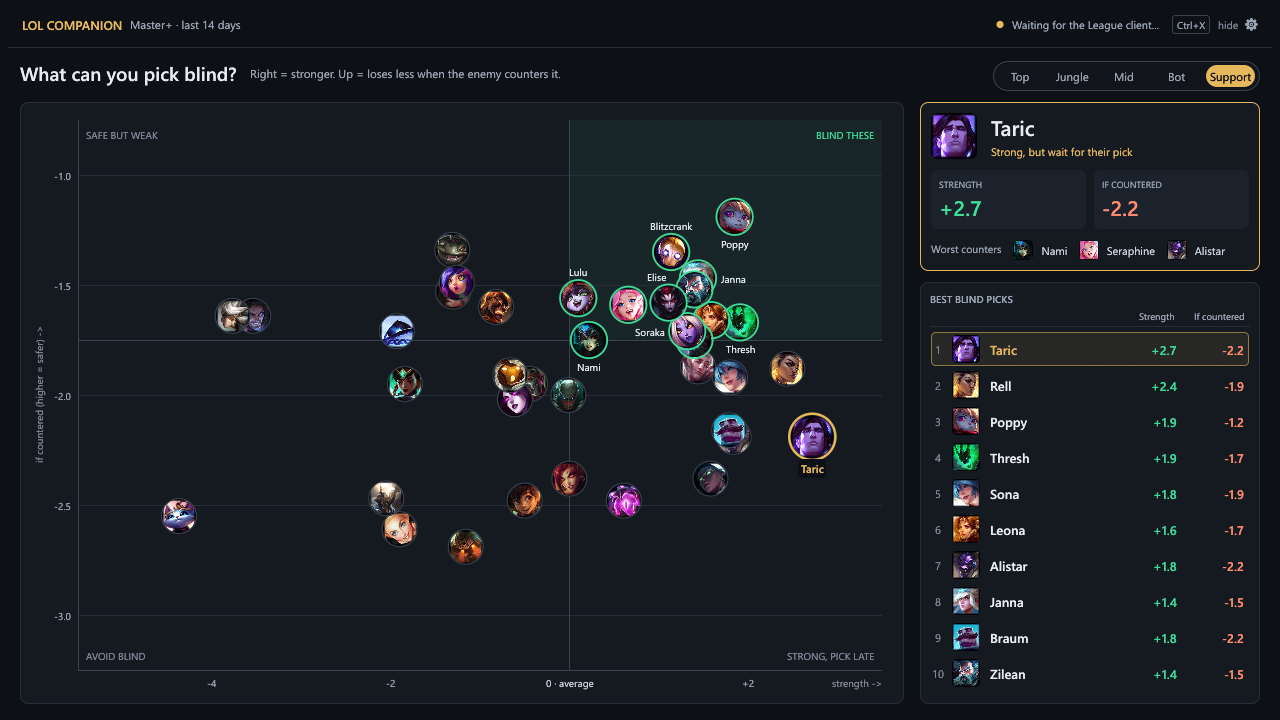 LOL COMPANION Master+ · last 14 days
Waiting for the League client... Ctrl+X hide
What can you pick blind? Right = stronger. Up = loses less when the enemy counters it.
Top Jungle Mid Bot Support
SAFE BUT WEAK
BLIND THESE
-1.0
-1.5
-2.0
-2.5
-3.0
if countered (higher = safer) ->
Blitzcrank
Poppy
Lulu
Elise
Janna
Soraka
Thresh
Nami
Taric
AVOID BLIND
STRONG, PICK LATE
-4
-2
0 · average
+2
strength ->
Taric
Strong, but wait for their pick
STRENGTH
+2.7
IF COUNTERED
-2.2
Worst counters Nami Seraphine Alistar
BEST BLIND PICKS
Strength If countered
1 Taric +2.7 -2.2
2 Rell +2.4 -1.9
3 Poppy +1.9 -1.2
4 Thresh +1.9 -1.7
5 Sona +1.8 -1.9
6 Leona +1.6 -1.7
7 Alistar +1.8 -2.2
8 Janna +1.4 -1.5
9 Braum +1.8 -2.2
10 Zilean +1.4 -1.5